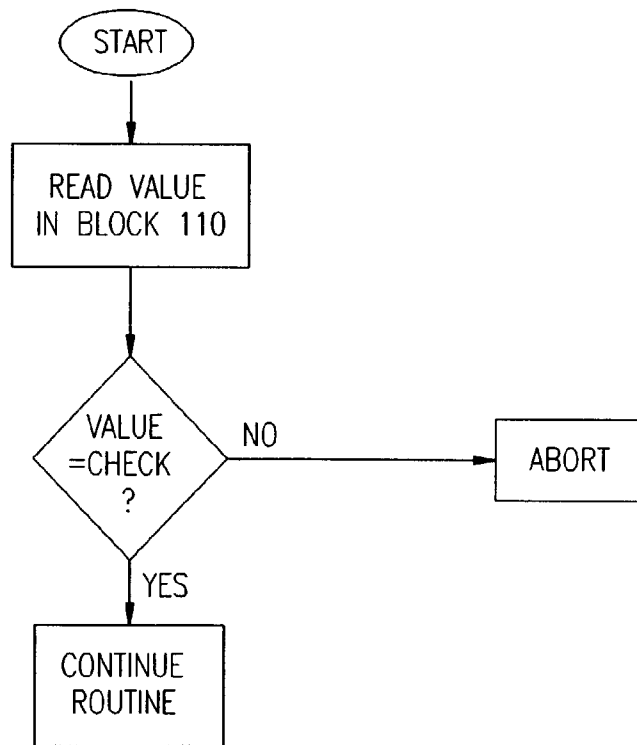 START
READ VALUE
IN BLOCK 110
VALUE
=CHECK
?
NO
ABORT
YES
CONTINUE
ROUTINE